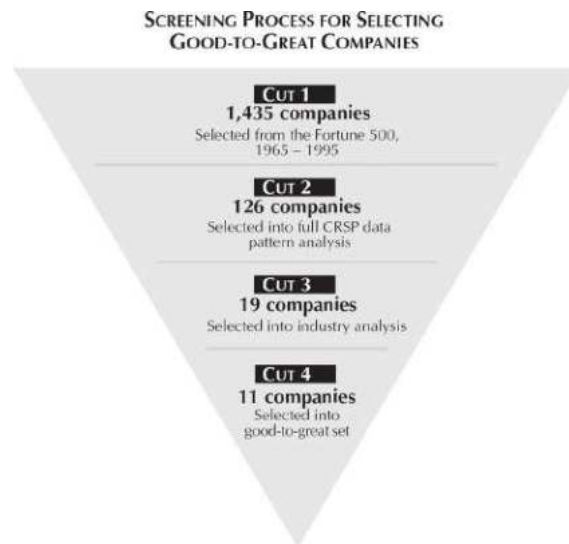 SCREENING PROCESS FOR SELECTING
GOOD-TO-GREAT COMPANIES
CUT 1
1,435 companies
Selected from the Fortune 500,
1965 – 1995
CUT 2
126 companies
Selected into full CRSP data
pattern analysis
CUT 3
19 companies
Selected into industry analysis
CUT 4
11 companies
Selected into
good-to-great set